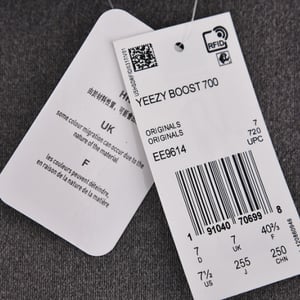 UK
some colour migration can occur due to the
nature of the material.
F
les couleurs peuvent déteindre,
en raison de la nature de la matière
RFID
YEEZY BOOST 700
ORIGINALS
ORIGINALS
EE9614
7
720
UPC
1 91040 70699 8
7
D
7
UK
40⅔
F
7½
US
255
J
250
CHN